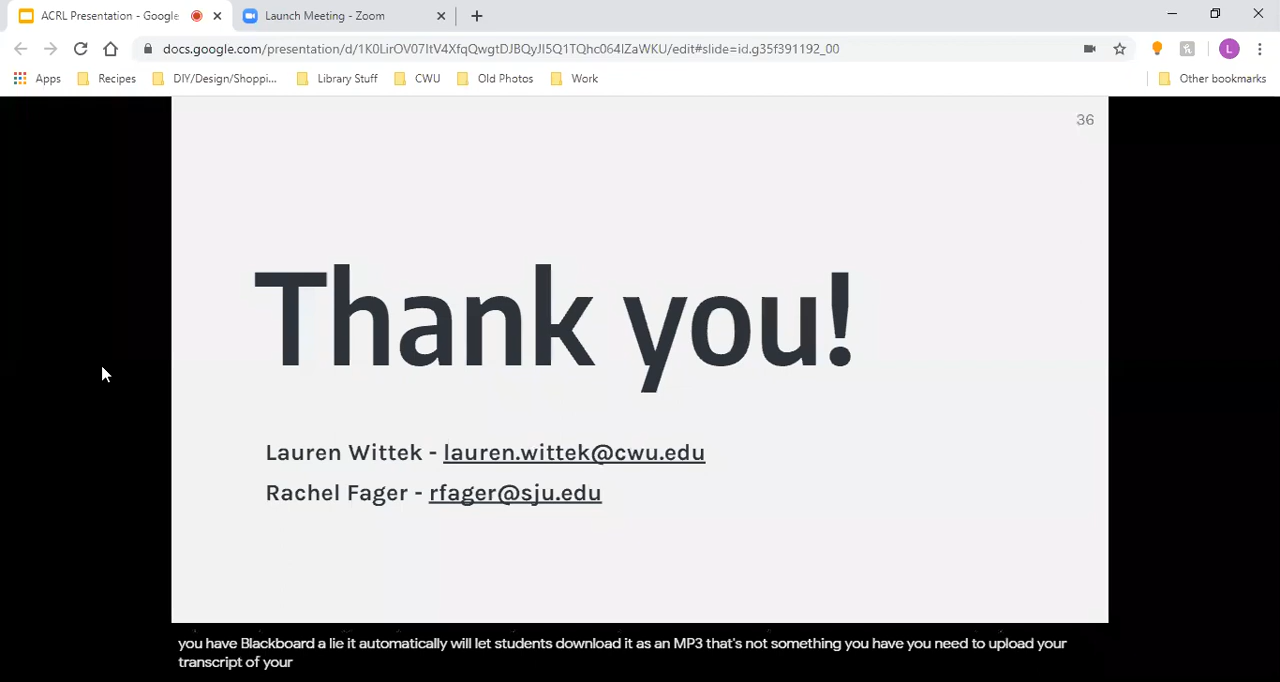 ACRL Presentation - Google
Launch Meeting - Zoom
docs.google.com/presentation/d/1K0LirOV07ltV4XfqQwgtDJBQyJl5Q1TQhc064lZaWKU/edit#slide=id.g35f391192_00
L
Apps Recipes DIY/Design/Shoppi... Library Stuff CWU Old Photos Work Other bookmarks
36
Thank you!
Lauren Wittek - lauren.wittek@cwu.edu
Rachel Fager - rfager@sju.edu
you have Blackboard a lie it automatically will let students download it as an MP3 that's not something you have you need to upload your
transcript of your